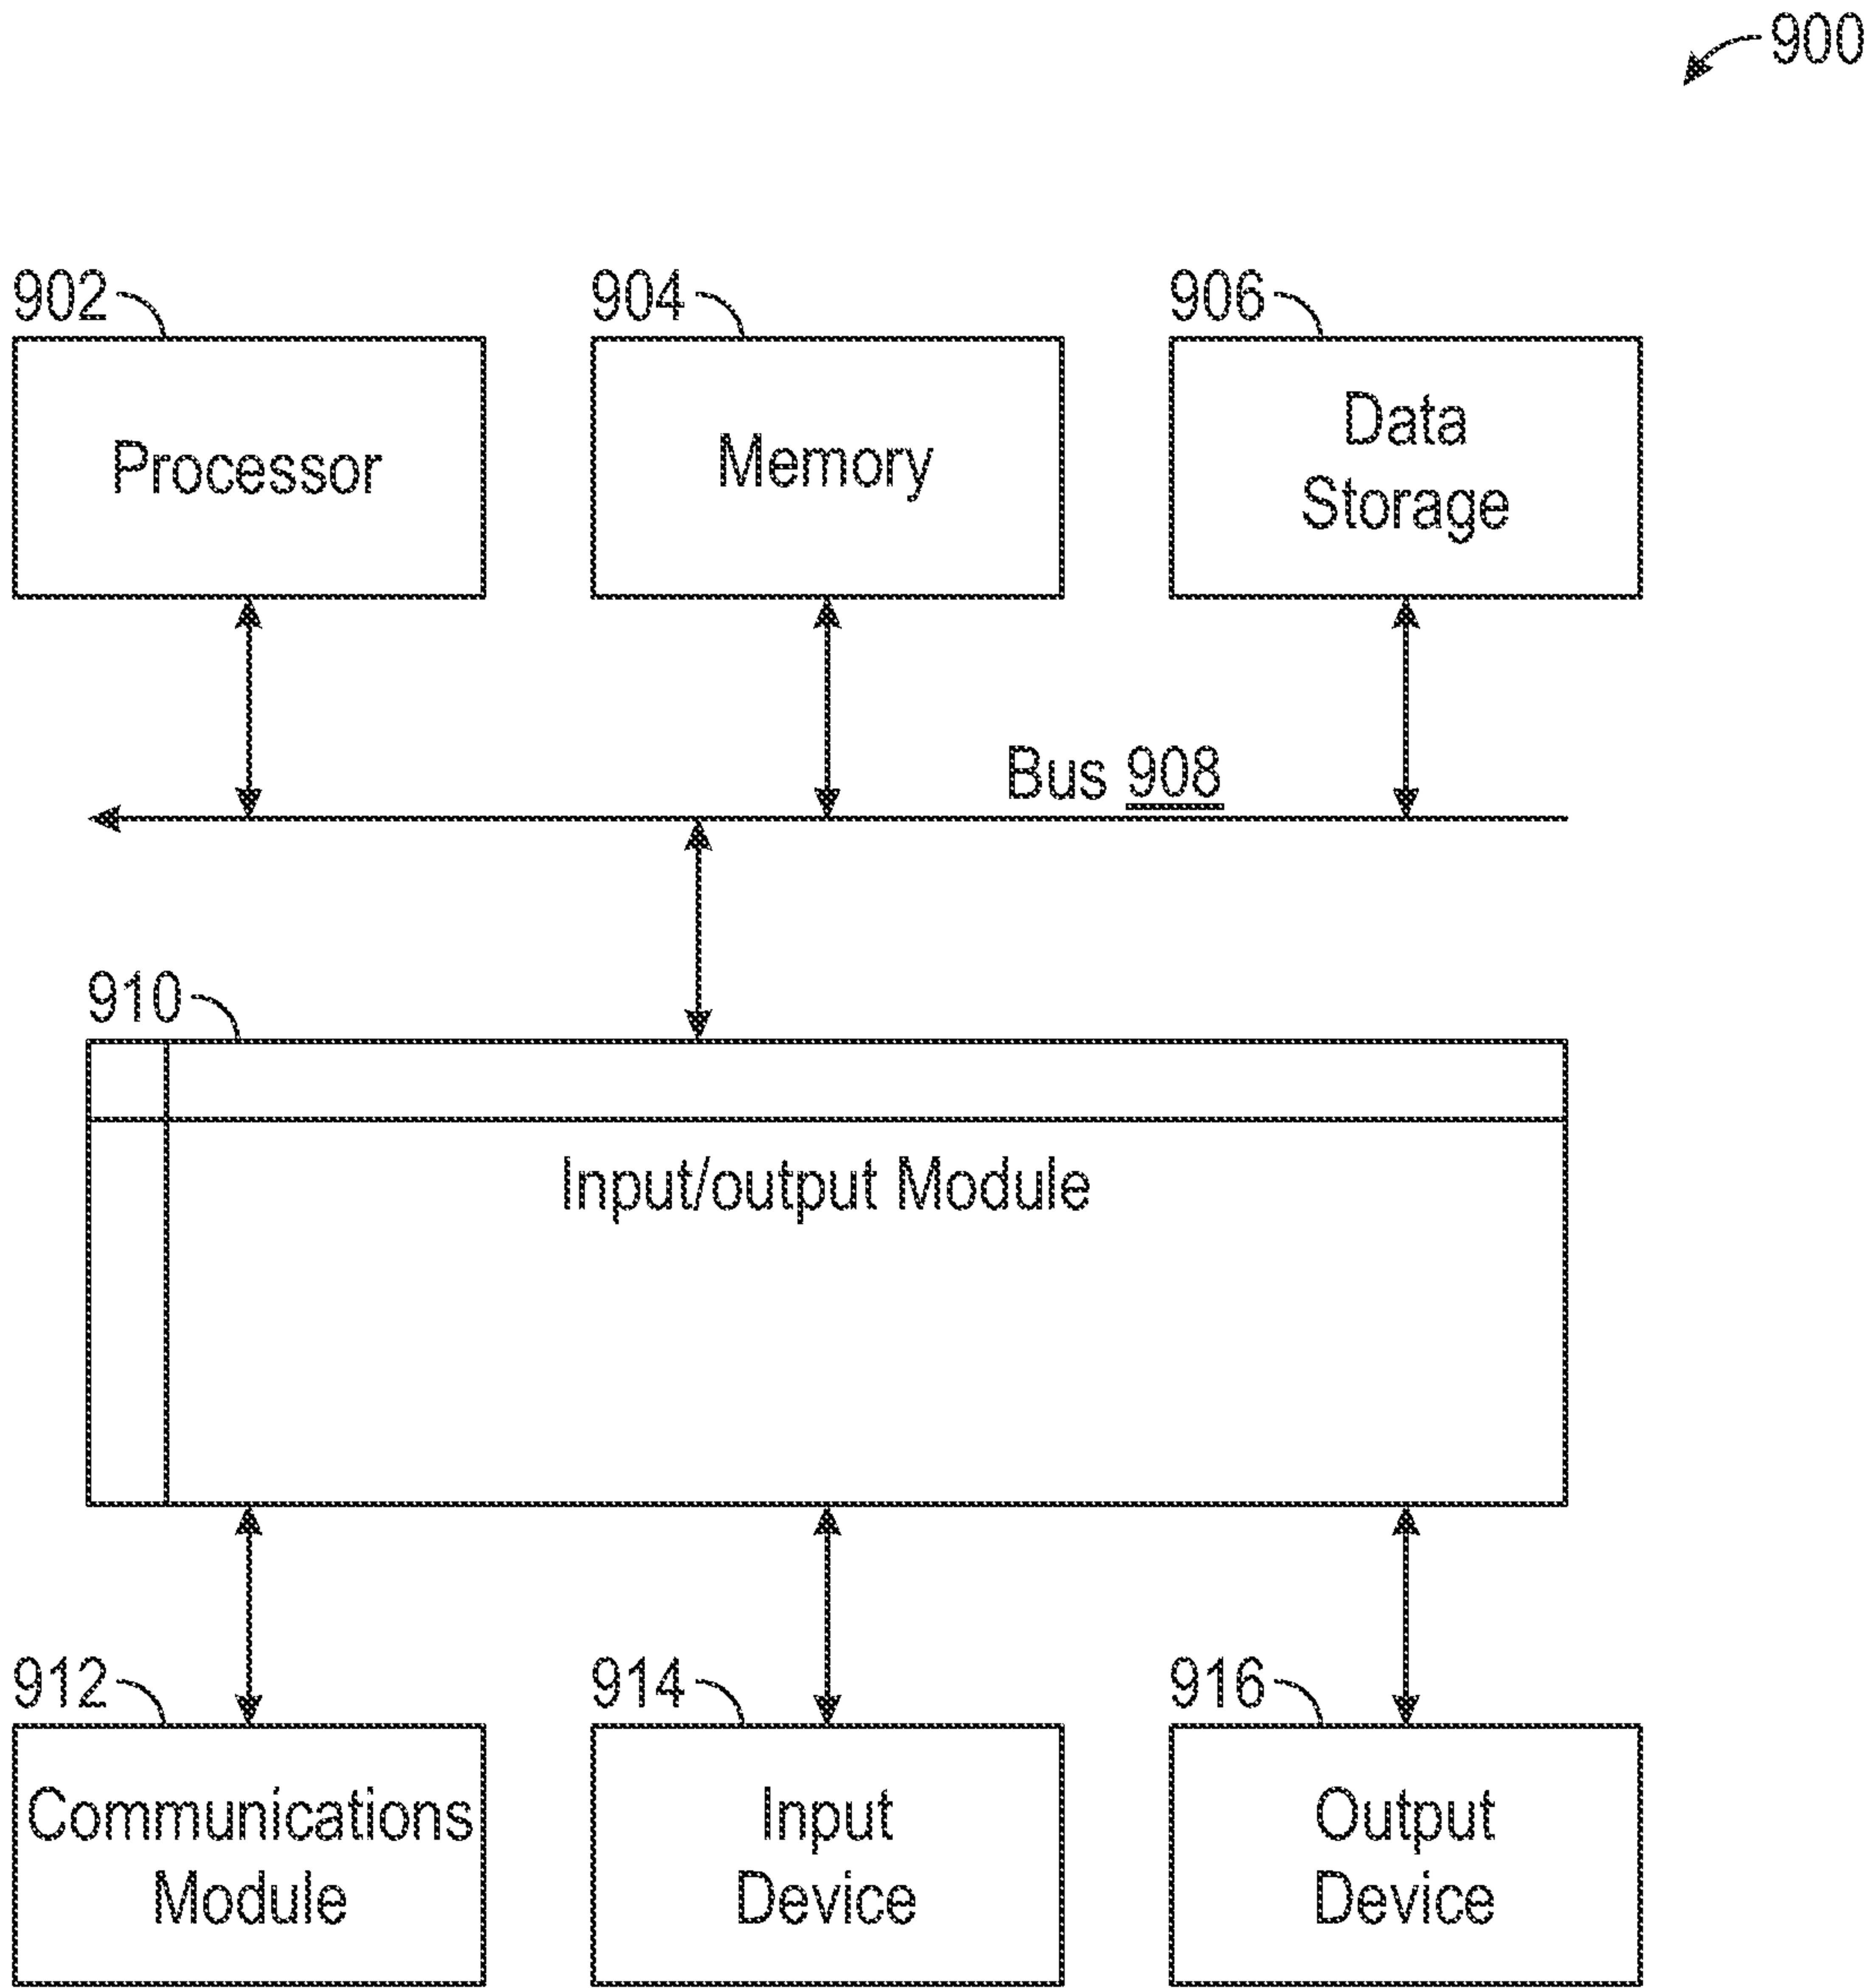 900
902
904
906
Processor
Memory
Data
Storage
Bus 908
910
Input/output Module
912
914
916
Communications
Module
Input
Device
Output
Device